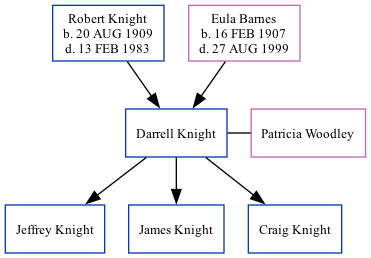 Robert Knight
b. 20 AUG 1909
d. 13 FEB 1983
Eula Barnes
b. 16 FEB 1907
d. 27 AUG 1999
Darrell Knight
Patricia Woodley
Jeffrey Knight
James Knight
Craig Knight